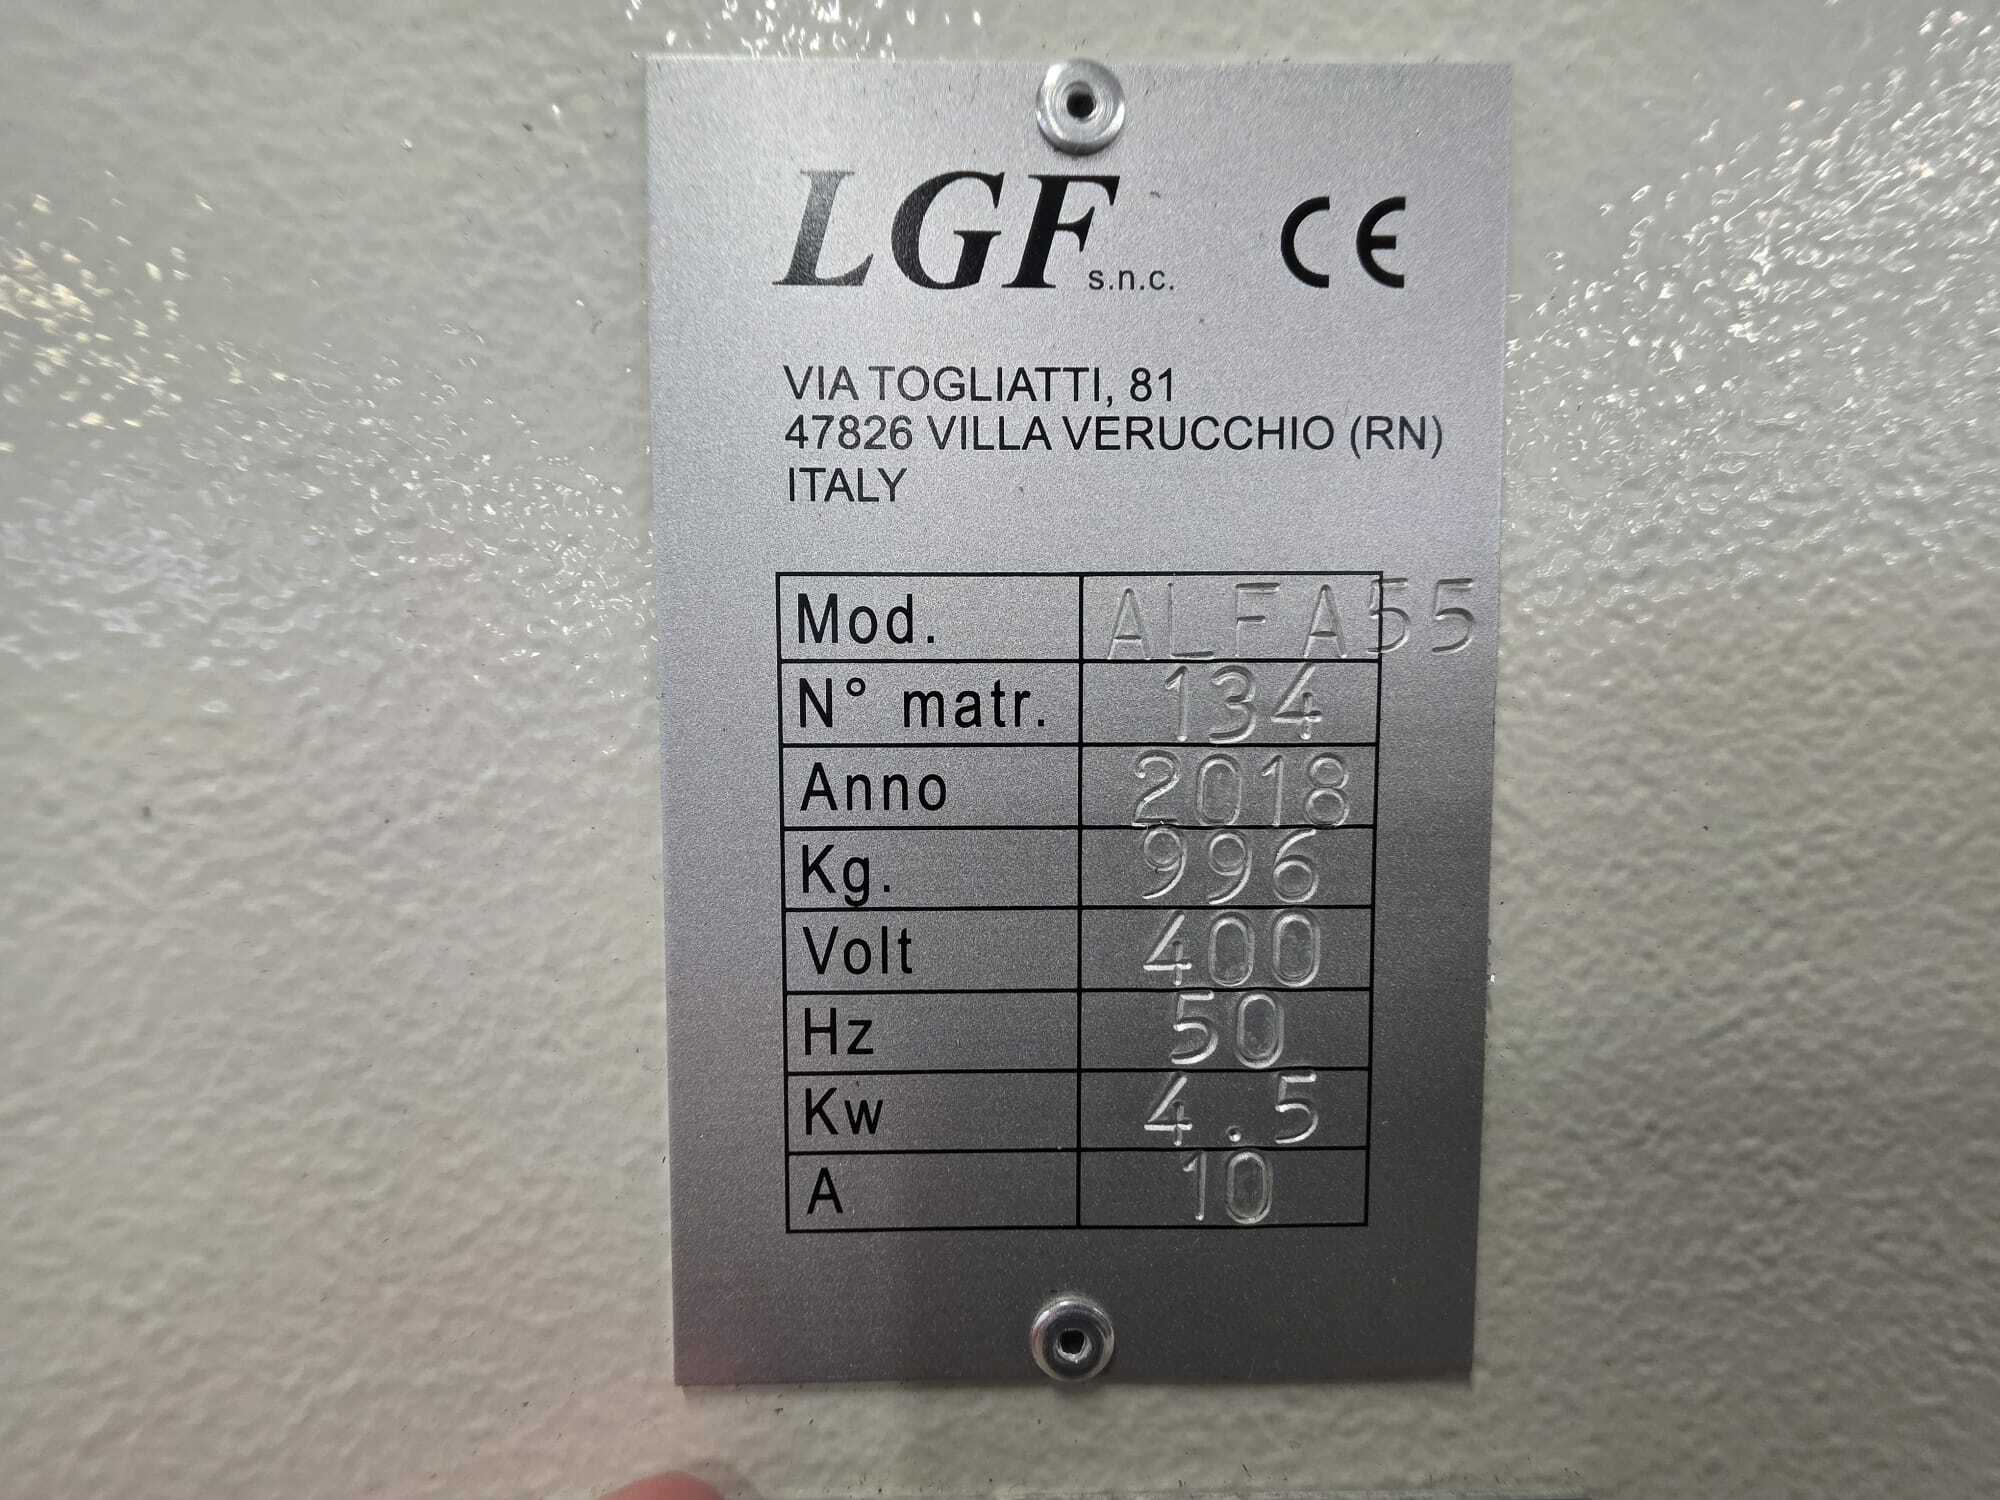 LGF s.n.c. CE
VIA TOGLIATTI, 81
47826 VILLA VERUCCHIO (RN)
ITALY
Mod. ALFA55
N° matr. 134
Anno 2018
Kg. 996
Volt 400
Hz 50
Kw 4.5
A 10